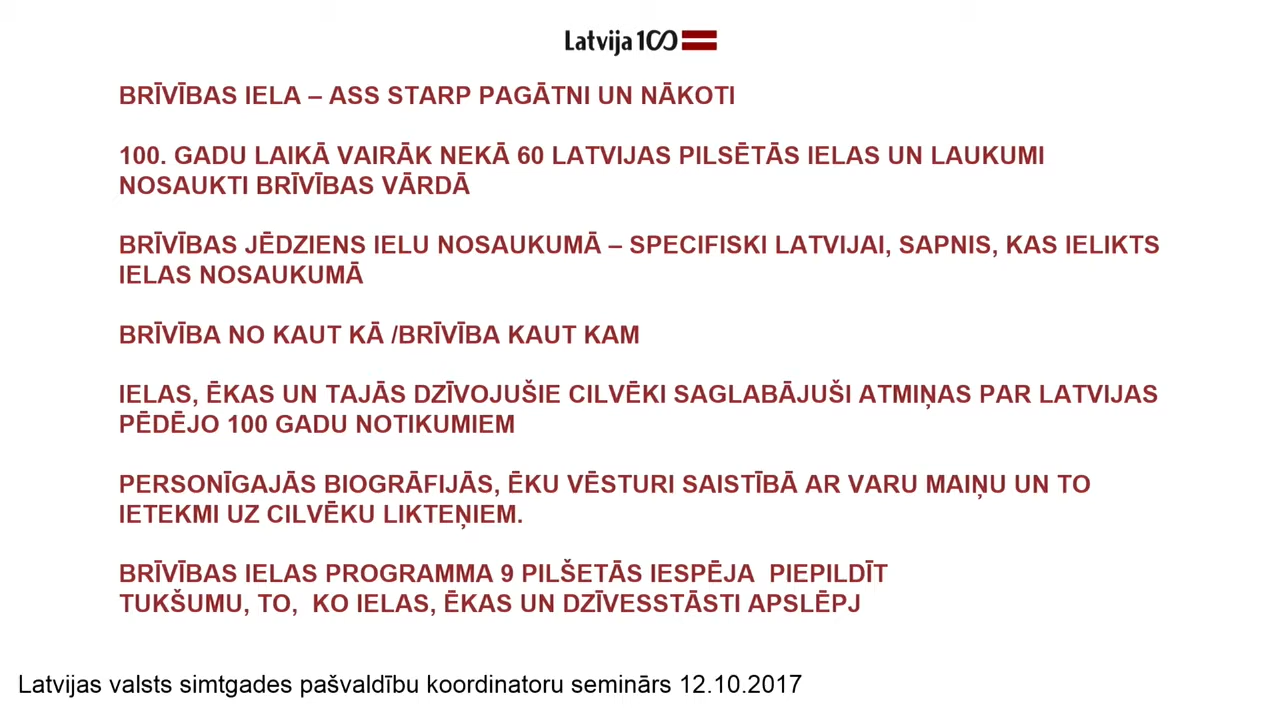 Latvija 100
BRĪVĪBAS IELA – ASS STARP PAGĀTNI UN NĀKOTI
100. GADU LAIKĀ VAIRĀK NEKĀ 60 LATVIJAS PILSĒTĀS IELAS UN LAUKUMI
NOSAUKTI BRĪVĪBAS VĀRDĀ
BRĪVĪBAS JĒDZIENS IELU NOSAUKUMĀ – SPECIFISKI LATVIJAI, SAPNIS, KAS IELIKTS
IELAS NOSAUKUMĀ
BRĪVĪBA NO KAUT KĀ /BRĪVĪBA KAUT KAM
IELAS, ĒKAS UN TAJĀS DZĪVOJUŠIE CILVĒKI SAGLABĀJUŠI ATMIŅAS PAR LATVIJAS
PĒDĒJO 100 GADU NOTIKUMIEM
PERSONĪGAJĀS BIOGRĀFIJĀS, ĒKU VĒSTURI SAISTĪBĀ AR VARU MAIŅU UN TO
IETEKMI UZ CILVĒKU LIKTEŅIEM.
BRĪVĪBAS IELAS PROGRAMMA 9 PILŠETĀS IESPĒJA  PIEPILDĪT
TUKŠUMU, TO,  KO IELAS, ĒKAS UN DZĪVESSTĀSTI APSLĒPJ
Latvijas valsts simtgades pašvaldību koordinatoru seminārs 12.10.2017